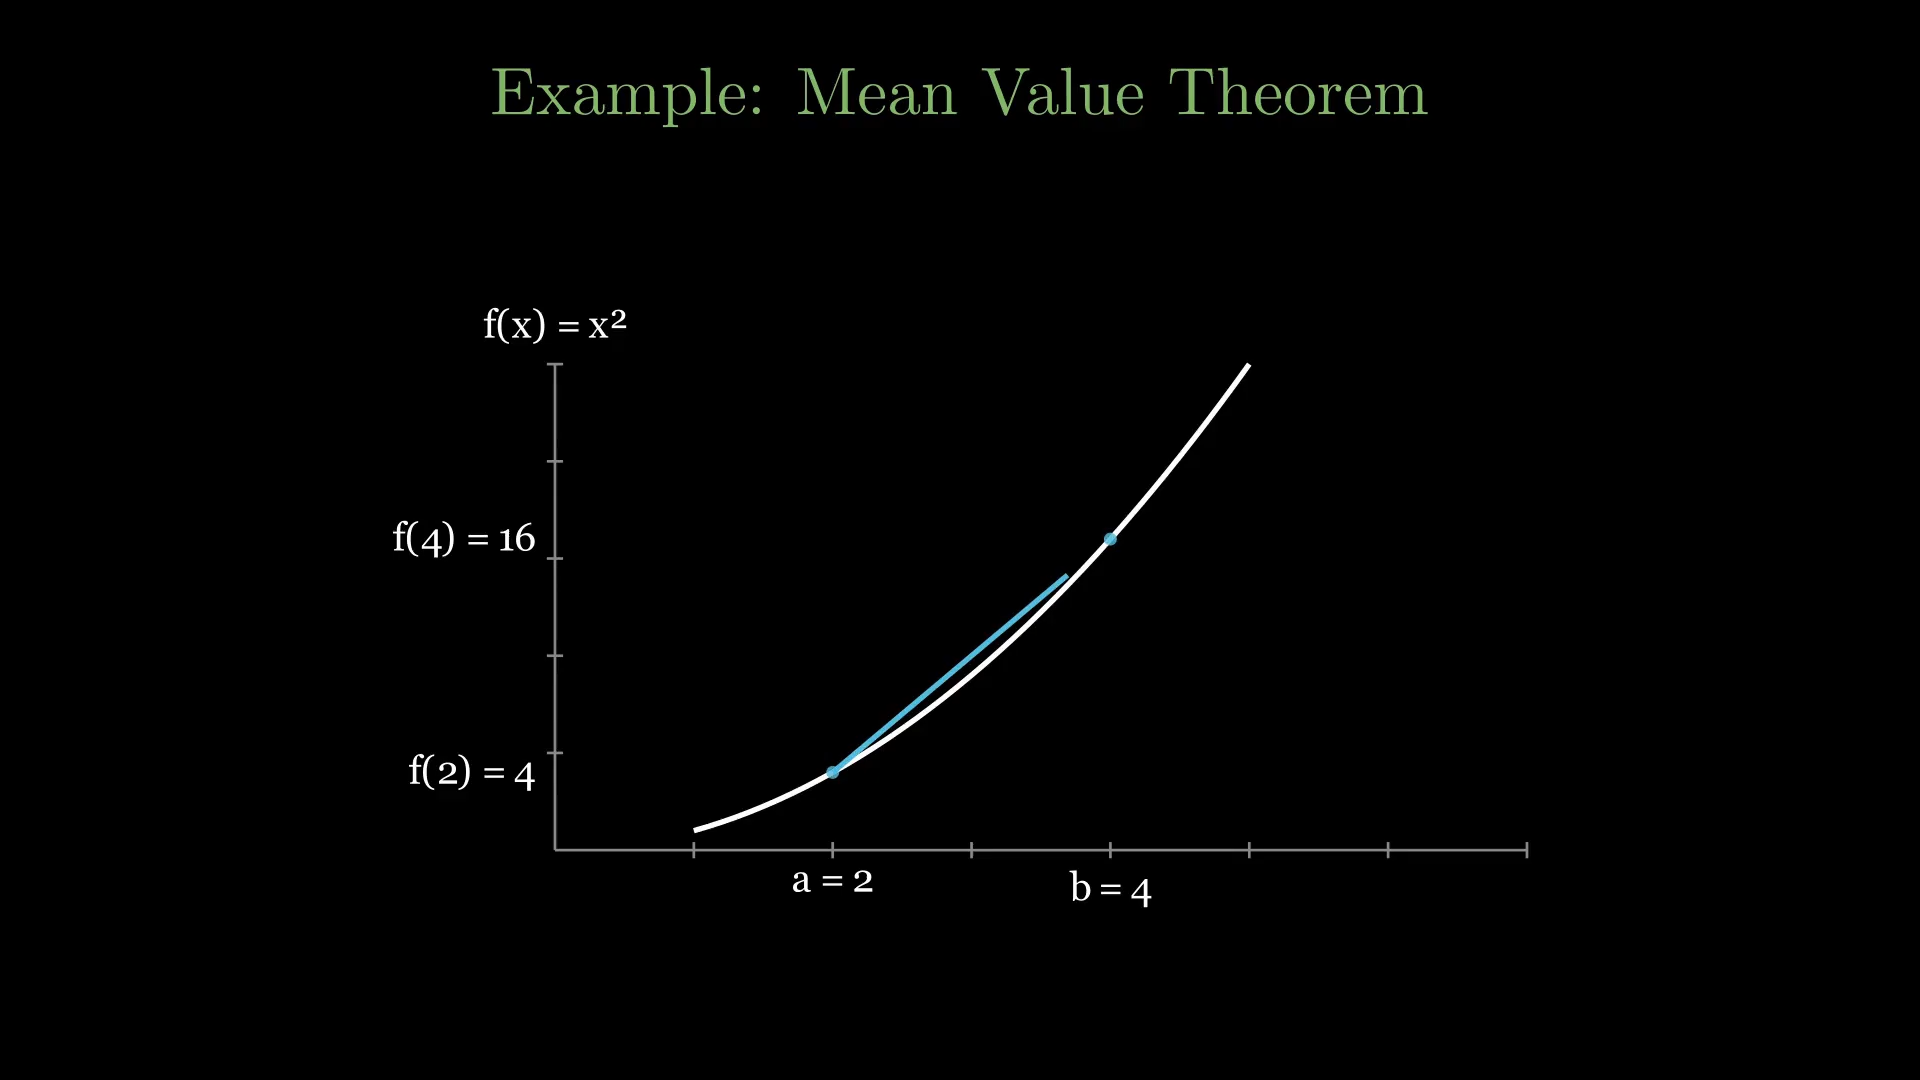 Example: Mean Value Theorem
f(x) = x²
f(4) = 16
f(2) = 4
a = 2
b = 4